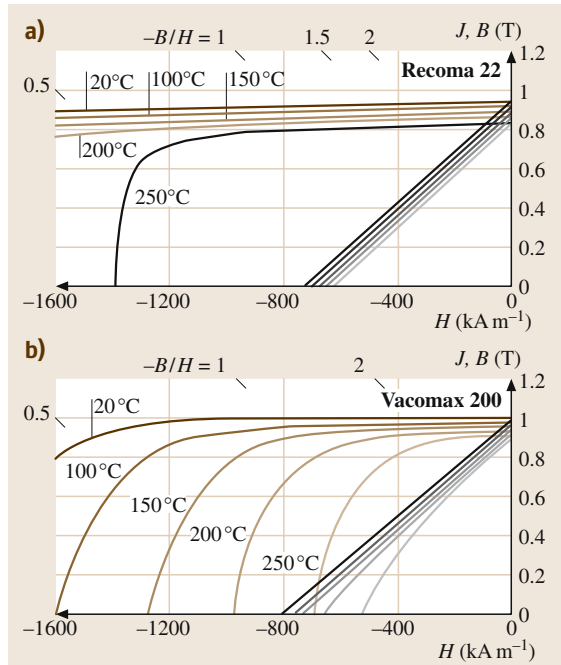 a)
−B/H = 1
1.5
2
J, B (T)
0.5
20°C
100°C
150°C
Recoma 22
200°C
250°C
1.2
1
0.8
0.6
0.4
0.2
0
−1600
−1200
−800
−400
0
H (kA m⁻¹)
b)
−B/H = 1
2
J, B (T)
0.5
20°C
Vacomax 200
100°C
150°C
200°C
250°C
1.2
1
0.8
0.6
0.4
0.2
0
−1600
−1200
−800
−400
0
H (kA m⁻¹)